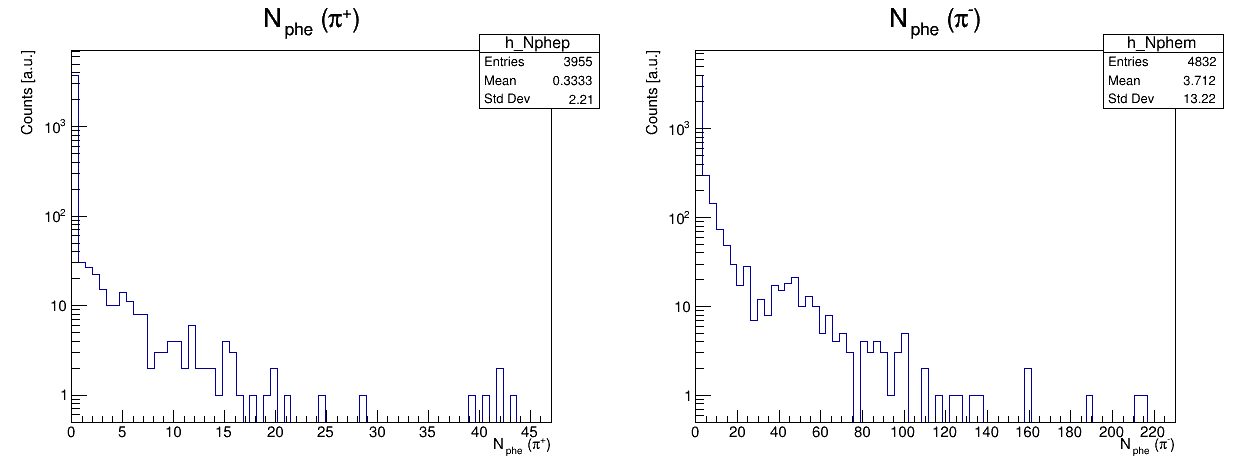 N_phe (π⁺)
h_Nphep
Entries 3955
Mean 0.3333
Std Dev 2.21
Counts [a.u.]
10³
10²
10
1
0 5 10 15 20 25 30 35 40 45
N_phe (π⁺)
N_phe (π⁻)
h_Nphem
Entries 4832
Mean 3.712
Std Dev 13.22
Counts [a.u.]
10³
10²
10
1
0 20 40 60 80 100 120 140 160 180 200 220
N_phe (π⁻)